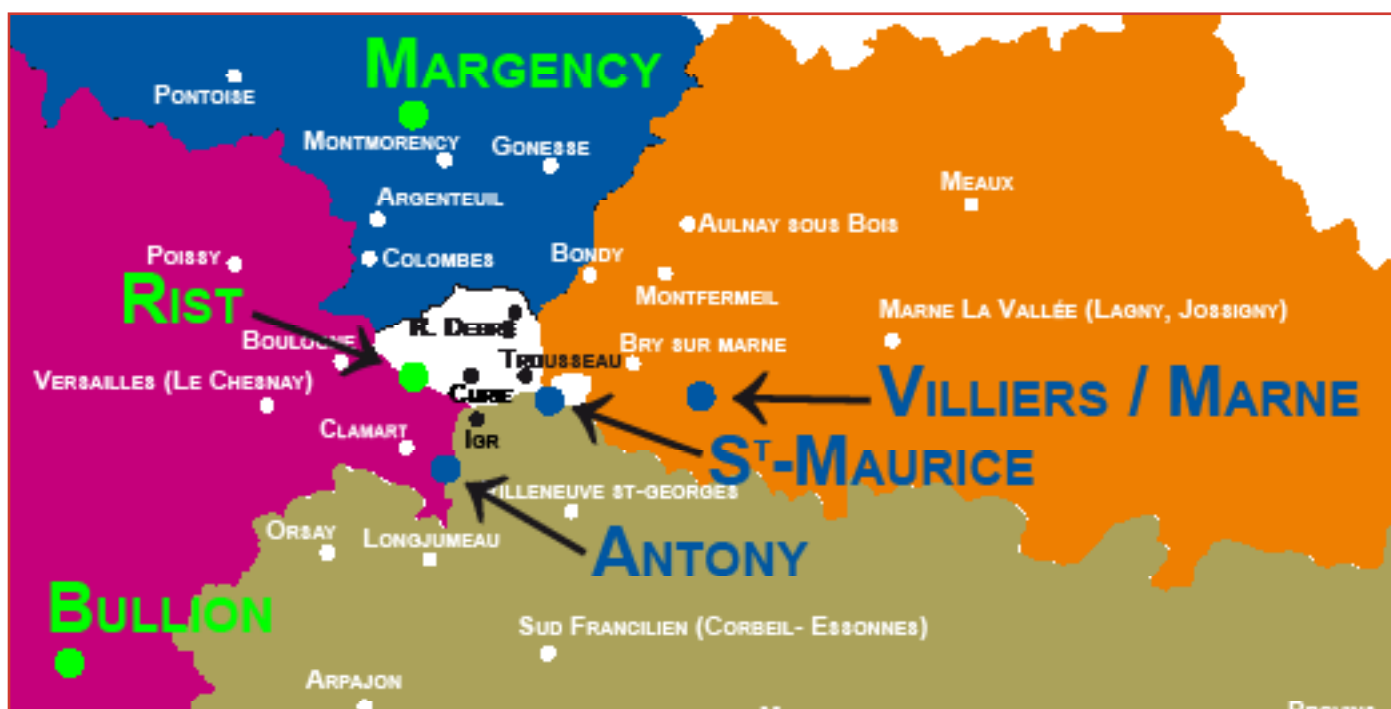 MARGENCY
PONTOISE
MONTMORENCY
GONESSE
MEAUX
ARGENTEUIL
AULNAY SOUS BOIS
POISSY
COLOMBES
BONDY
RIST
MONTFERMEIL
MARNE LA VALLÉE (LAGNY, JOSSIGNY)
R. DEBRÉ
BOULOGNE
BRY SUR MARNE
TROUSSEAU
VERSAILLES (LE CHESNAY)
CURIE
VILLIERS / MARNE
CLAMART
IGR
ST-MAURICE
VILLENEUVE ST-GEORGES
ORSAY
LONGJUMEAU
ANTONY
BULLION
SUD FRANCILIEN (CORBEIL- ESSONNES)
ARPAJON